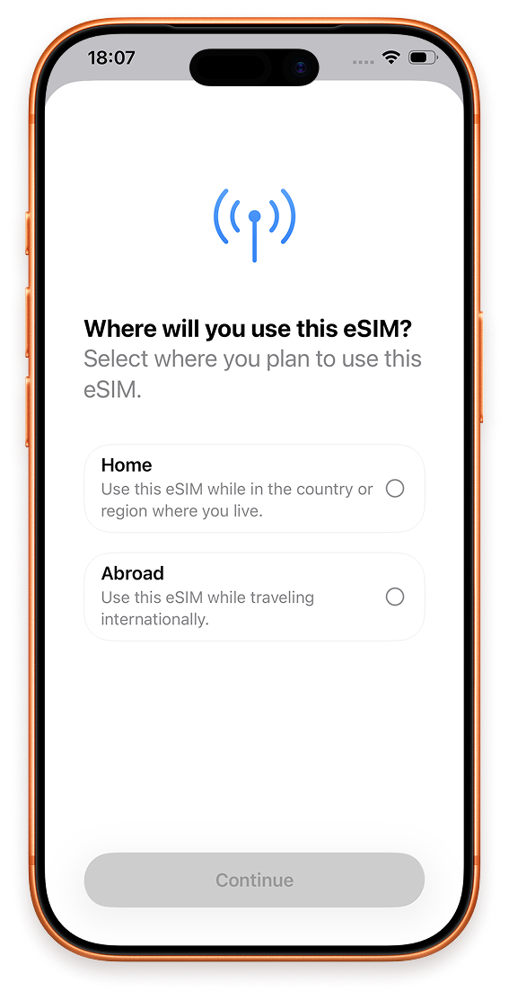 18:07
Where will you use this eSIM?
Select where you plan to use this
eSIM.
Home
Use this eSIM while in the country or
region where you live.
Abroad
Use this eSIM while traveling
internationally.
Continue